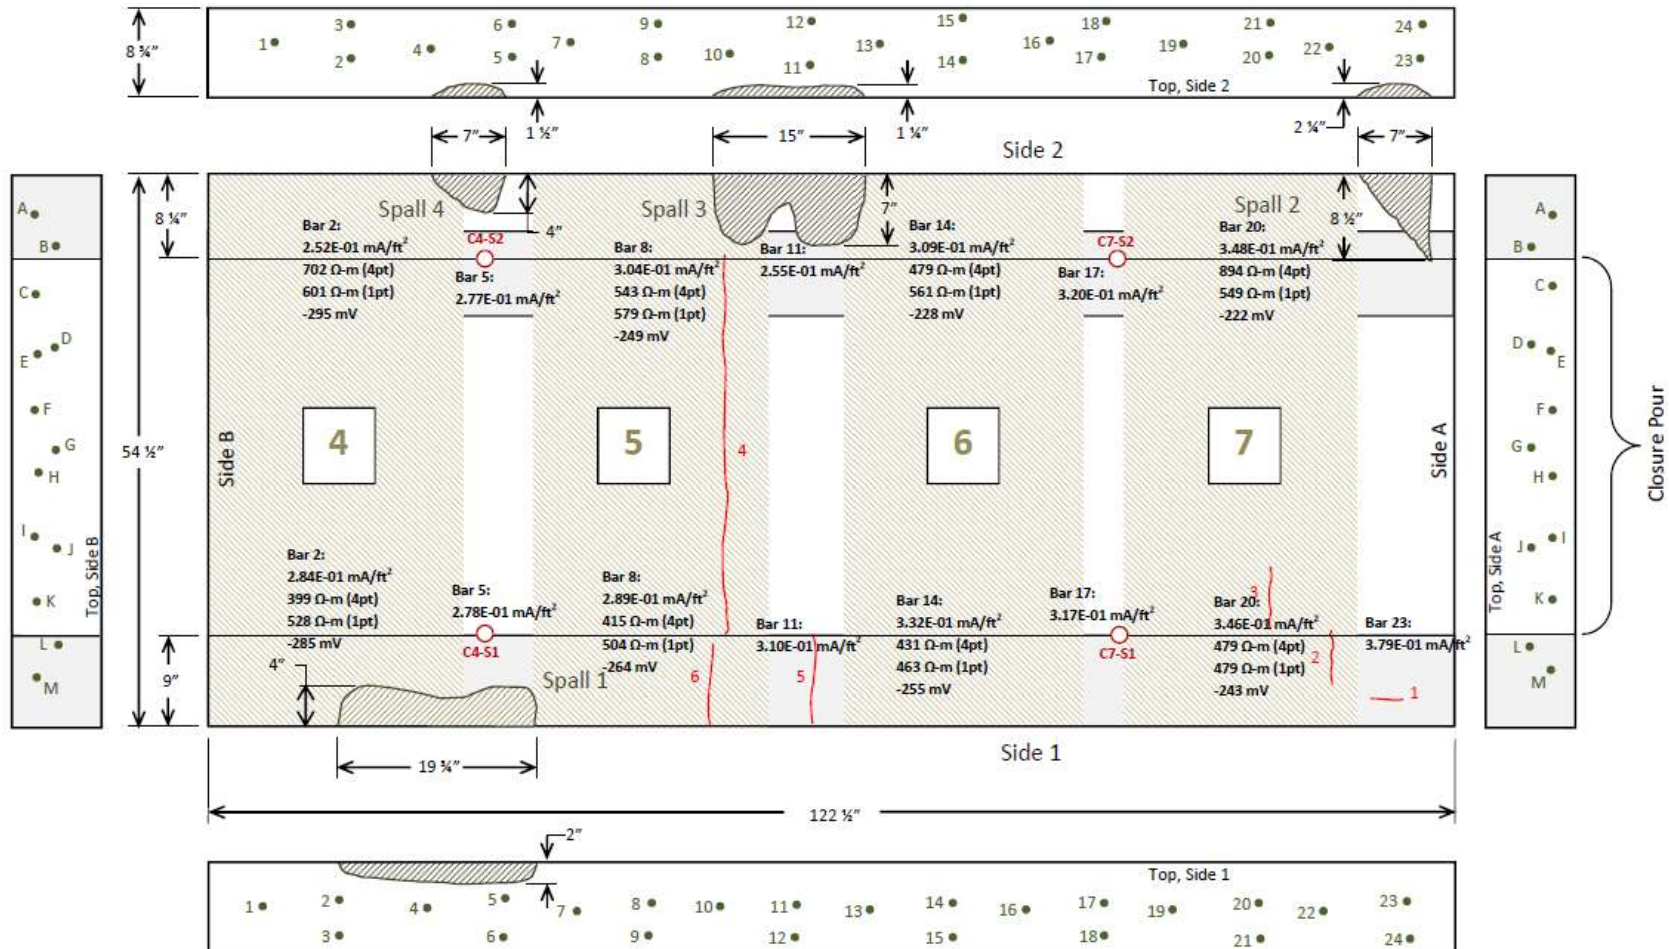 3 6 9 12 15 18 21 24
1 4 7 10 13 16 19 22
2 5 8 11 14 17 20 23
8 ¾”
Top, Side 2
7” 1 ½” 15” 1 ¼” 2 ¼” 7”
Side 2
8 ¼”
Spall 4
4”
Spall 3
7”
Spall 2
8 ½”
C4-S2
C7-S2
Bar 2:
2.52E-01 mA/ft²
702 Ω-m (4pt)
601 Ω-m (1pt)
-295 mV
Bar 5:
2.77E-01 mA/ft²
Bar 8:
3.04E-01 mA/ft²
543 Ω-m (4pt)
579 Ω-m (1pt)
-249 mV
Bar 11:
2.55E-01 mA/ft²
Bar 14:
3.09E-01 mA/ft²
479 Ω-m (4pt)
561 Ω-m (1pt)
-228 mV
Bar 17:
3.20E-01 mA/ft²
Bar 20:
3.48E-01 mA/ft²
894 Ω-m (4pt)
549 Ω-m (1pt)
-222 mV
A
B
C
D
E
F
G
H
I
J
K
L
M
Top, Side B
54 ½”
Side B
4
5
4
6
7
Side A
A
B
C
D
E
F
G
H
I
J
K
L
M
Top, Side A
Closure Pour
Bar 2:
2.84E-01 mA/ft²
399 Ω-m (4pt)
528 Ω-m (1pt)
-285 mV
Bar 5:
2.78E-01 mA/ft²
C4-S1
Bar 8:
2.89E-01 mA/ft²
415 Ω-m (4pt)
504 Ω-m (1pt)
-264 mV
Bar 11:
3.10E-01 mA/ft²
Bar 14:
3.32E-01 mA/ft²
431 Ω-m (4pt)
463 Ω-m (1pt)
-255 mV
Bar 17:
3.17E-01 mA/ft²
C7-S1
3
Bar 20:
3.46E-01 mA/ft²
479 Ω-m (4pt)
479 Ω-m (1pt)
-243 mV
Bar 23:
3.79E-01 mA/ft²
9”
4”
Spall 1
6
5
2
1
Side 1
19 ¾”
122 ½”
2”
Top, Side 1
1 2 4 5 7 8 10 11 13 14 16 17 19 20 22 23
3 6 9 12 15 18 21 24